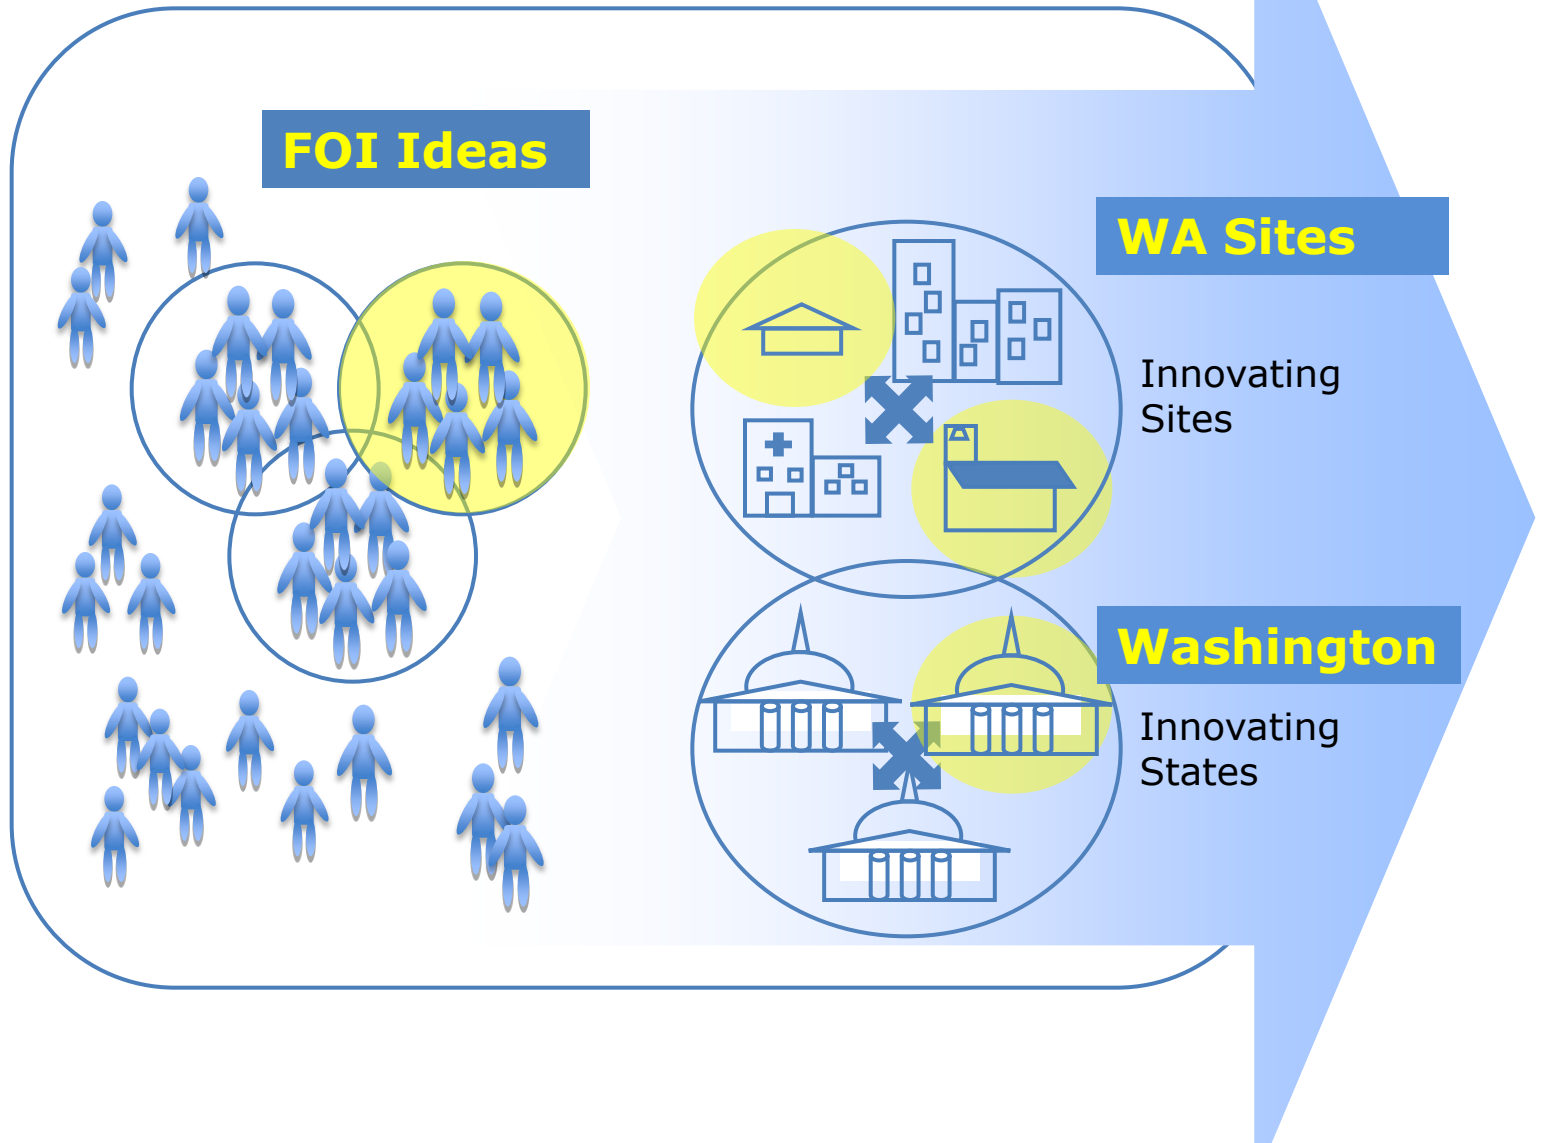 FOI Ideas
WA Sites
Innovating
Sites
Washington
Innovating
States